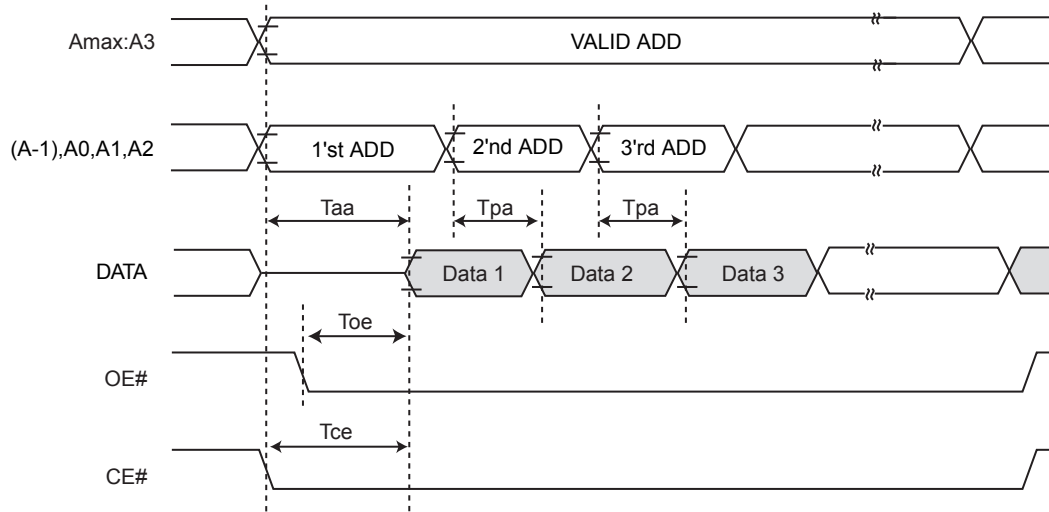 Amax:A3
VALID ADD
(A-1),A0,A1,A2
1'st ADD
2'nd ADD
3'rd ADD
Taa
Tpa
Tpa
DATA
Data 1
Data 2
Data 3
Toe
OE#
Tce
CE#